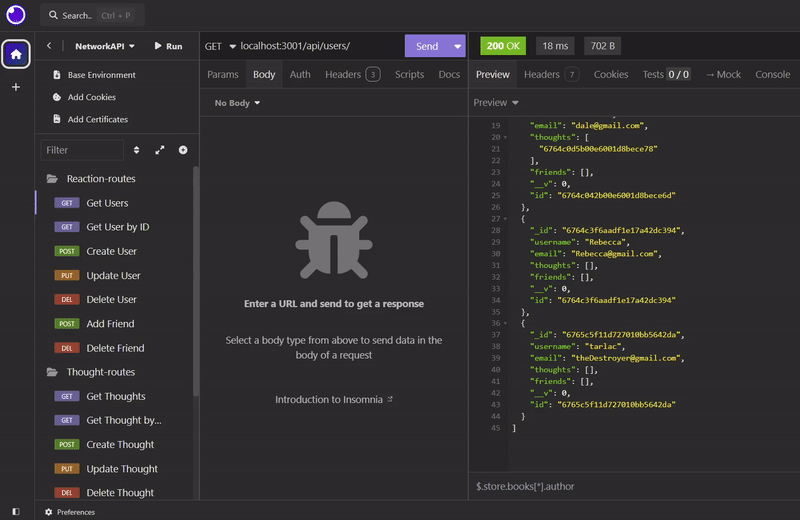 Search.. Ctrl + P
NetworkAPI Run
Base Environment
Add Cookies
Add Certificates
Filter
Reaction-routes
GET Get Users
GET Get User by ID
POST Create User
PUT Update User
DEL Delete User
POST Add Friend
DEL Delete Friend
Thought-routes
GET Get Thoughts
GET Get Thought by...
POST Create Thought
PUT Update Thought
DEL Delete Thought
Preferences
GET localhost:3001/api/users/ Send
Params Body Auth Headers 3 Scripts Docs
No Body
Enter a URL and send to get a response
Select a body type from above to send data in the
body of a request
Introduction to Insomnia
200 OK 18 ms 702 B
Preview Headers 7 Cookies Tests 0 / 0 → Mock Console
Preview
19 "email": "dale@gmail.com",
20 "thoughts": [
21 "6764c0d5b00e6001d8bece78"
22 ],
23 "friends": [],
24 "__v": 0,
25 "id": "6764c042b00e6001d8bece6d"
26 },
27 {
28 "_id": "6764c3f6aadf1e17a42dc394",
29 "username": "Rebecca",
30 "email": "Rebecca@gmail.com",
31 "thoughts": [],
32 "friends": [],
33 "__v": 0,
34 "id": "6764c3f6aadf1e17a42dc394"
35 },
36 {
37 "_id": "6765c5f11d727010bb5642da",
38 "username": "tarlac",
39 "email": "theDestroyer@gmail.com",
40 "thoughts": [],
41 "friends": [],
42 "__v": 0,
43 "id": "6765c5f11d727010bb5642da"
44 }
45 ]
$.store.books[*].author